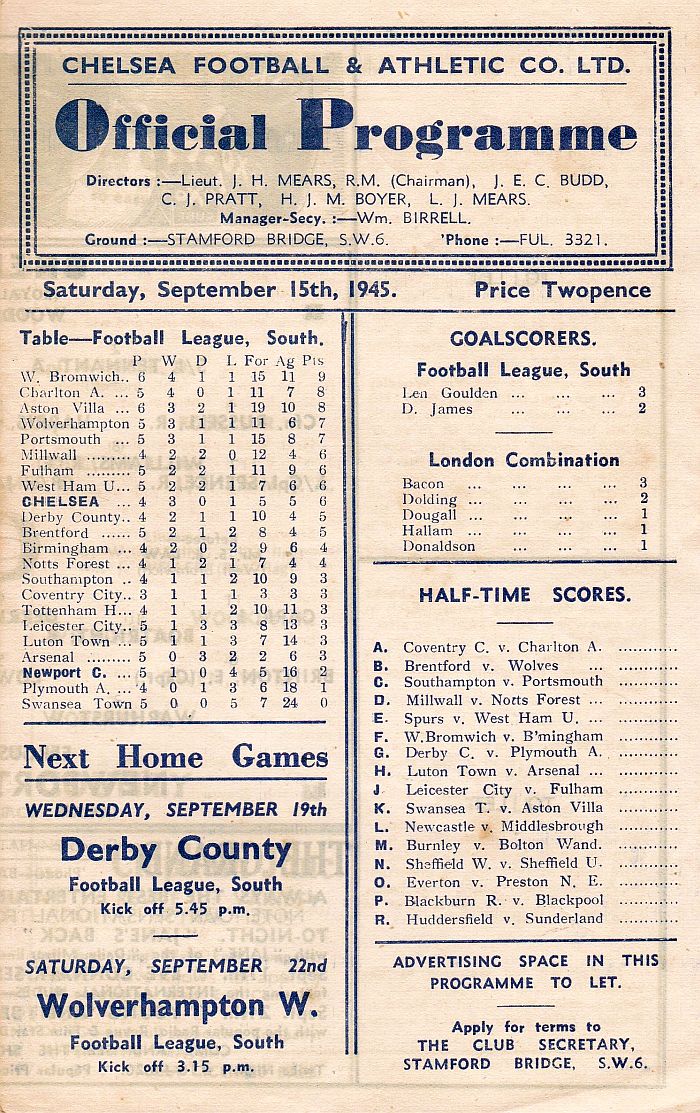 CHELSEA FOOTBALL & ATHLETIC CO. LTD.
Official Programme
Directors :—Lieut. J. H. MEARS, R.M. (Chairman), J. E. C. BUDD,
C. J. PRATT, H. J. M. BOYER, L. J. MEARS.
Manager-Secy. :—Wm. BIRRELL.
Ground :—STAMFORD BRIDGE, S.W.6. 'Phone :—FUL. 3321.
Saturday, September 15th, 1945. Price Twopence
Table—Football League, South.
P W D L For Ag Pts
W. Bromwich.. 6 4 1 1 15 11 9
Charlton A. ... 5 4 0 1 11 7 8
Aston Villa ... 6 3 2 1 19 10 8
Wolverhampton 5 3 1 1 7 6 7
Portsmouth ... 5 3 1 1 15 8 7
Millwall ......... 4 2 2 0 12 4 6
Fulham ......... 5 2 2 1 11 9 6
West Ham U... 5 2 2 1 7 6 6
CHELSEA ... 4 3 0 1 5 5 6
Derby County.. 4 2 1 1 10 4 5
Brentford ...... 5 2 1 2 8 4 5
Birmingham ... 4 2 0 2 9 6 4
Notts Forest ... 4 1 2 1 7 4 4
Southampton .. 4 1 1 2 10 9 3
Coventry City.. 3 1 1 1 3 3 3
Tottenham H... 4 1 1 2 10 11 3
Leicester City.. 5 1 3 3 8 13 3
Luton Town ... 5 1 1 3 7 14 3
Arsenal ......... 5 0 3 2 2 6 3
Newport C. ... 5 1 0 4 5 16 2
Plymouth A. ... 4 0 1 3 6 18 1
Swansea Town 5 0 0 5 7 24 0
Next Home Games
WEDNESDAY, SEPTEMBER 19th
Derby County
Football League, South
Kick off 5.45 p.m.
SATURDAY, SEPTEMBER 22nd
Wolverhampton W.
Football League, South
Kick off 3.15 p.m.
GOALSCORERS.
Football League, South
Len Goulden ... ... ... 3
D. James ... ... ... 2
London Combination
Bacon ... ... ... 3
Dolding ... ... ... 2
Dougall ... ... ... 1
Hallam ... ... ... 1
Donaldson ... ... ... 1
HALF-TIME SCORES.
A. Coventry C. v. Charlton A. ............
B. Brentford v. Wolves ... ............
C. Southampton v. Portsmouth ............
D. Millwall v. Notts Forest ... ............
E. Spurs v. West Ham U. ... ............
F. W.Bromwich v. B'mingham ............
G. Derby C. v. Plymouth A. ............
H. Luton Town v. Arsenal ... ............
J Leicester City v. Fulham ............
K. Swansea T. v. Aston Villa ............
L. Newcastle v. Middlesbrough ............
M. Burnley v. Bolton Wand. ............
N. Sheffield W. v. Sheffield U. ............
O. Everton v. Preston N. E. ............
P. Blackburn R. v. Blackpool ............
R. Huddersfield v. Sunderland ............
ADVERTISING SPACE IN THIS
PROGRAMME TO LET.
Apply for terms to
THE CLUB SECRETARY,
STAMFORD BRIDGE, S.W.6.